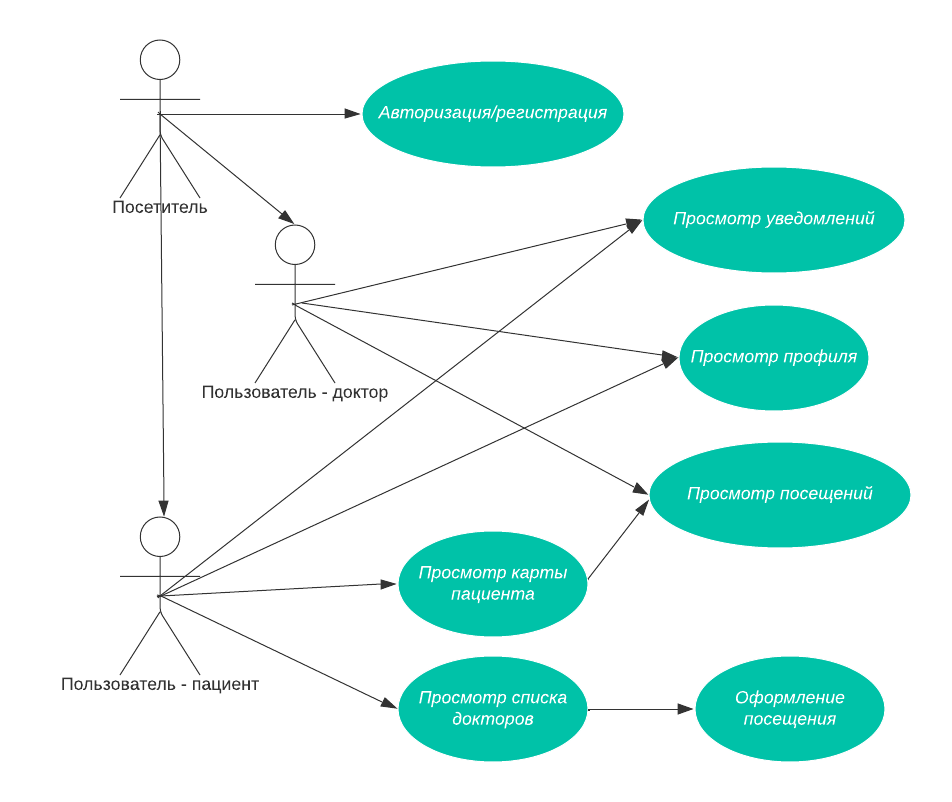 Авторизация/регистрация
Посетитель
Просмотр уведомлений
Просмотр профиля
Пользователь - доктор
Просмотр посещений
Просмотр карты
пациента
Пользователь - пациент
Просмотр списка
докторов
Оформление
посещения